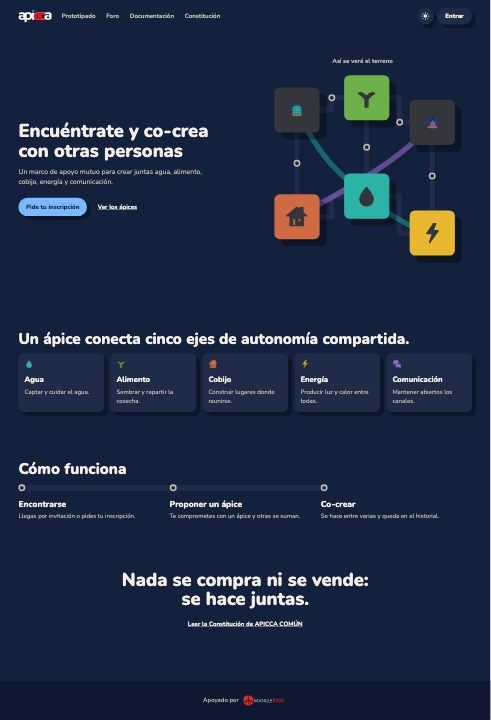 apicca
Prototipado
Foro
Documentación
Constitución
Entrar
Así se verá el terreno
Encuéntrate y co-crea
con otras personas
Un marco de apoyo mutuo para crear juntas agua, alimento,
cobijo, energía y comunicación.
Pide tu inscripción
Ver los ápices
Un ápice conecta cinco ejes de autonomía compartida.
Agua
Captar y cuidar el agua.
Alimento
Sembrar y repartir la
cosecha.
Cobijo
Construir lugares donde
reunirse.
Energía
Producir luz y calor entre
todas.
Comunicación
Mantener abiertos los
canales.
Cómo funciona
Encontrarse
Llegas por invitación o pides tu inscripción.
Proponer un ápice
Te comprometes con un ápice y otras se suman.
Co-crear
Se hace entre varias y queda en el historial.
Nada se compra ni se vende:
se hace juntas.
Leer la Constitución de APICCA COMÚN
Apoyado por